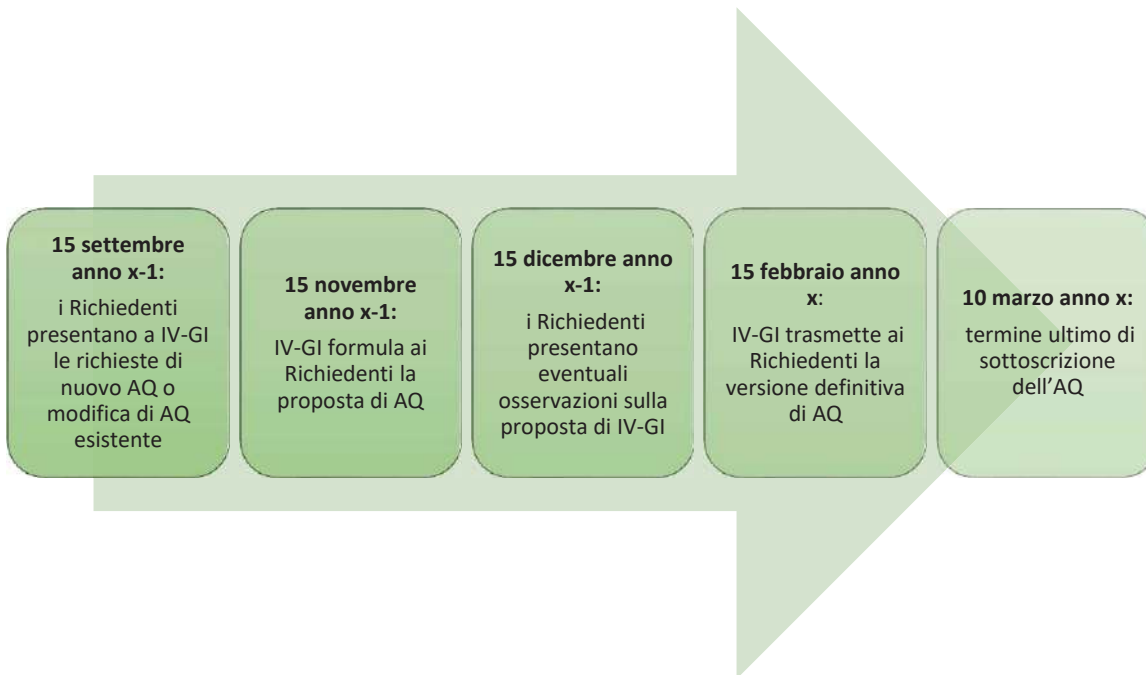 15 settembre
anno x-1:
i Richiedenti
presentano a IV-GI
le richieste di
nuovo AQ o
modifica di AQ
esistente
15 novembre
anno x-1:
IV-GI formula ai
Richiedenti la
proposta di AQ
15 dicembre anno
x-1:
i Richiedenti
presentano
eventuali
osservazioni sulla
proposta di IV-GI
15 febbraio anno
x:
IV-GI trasmette ai
Richiedenti la
versione definitiva
di AQ
10 marzo anno x:
termine ultimo di
sottoscrizione
dell’AQ